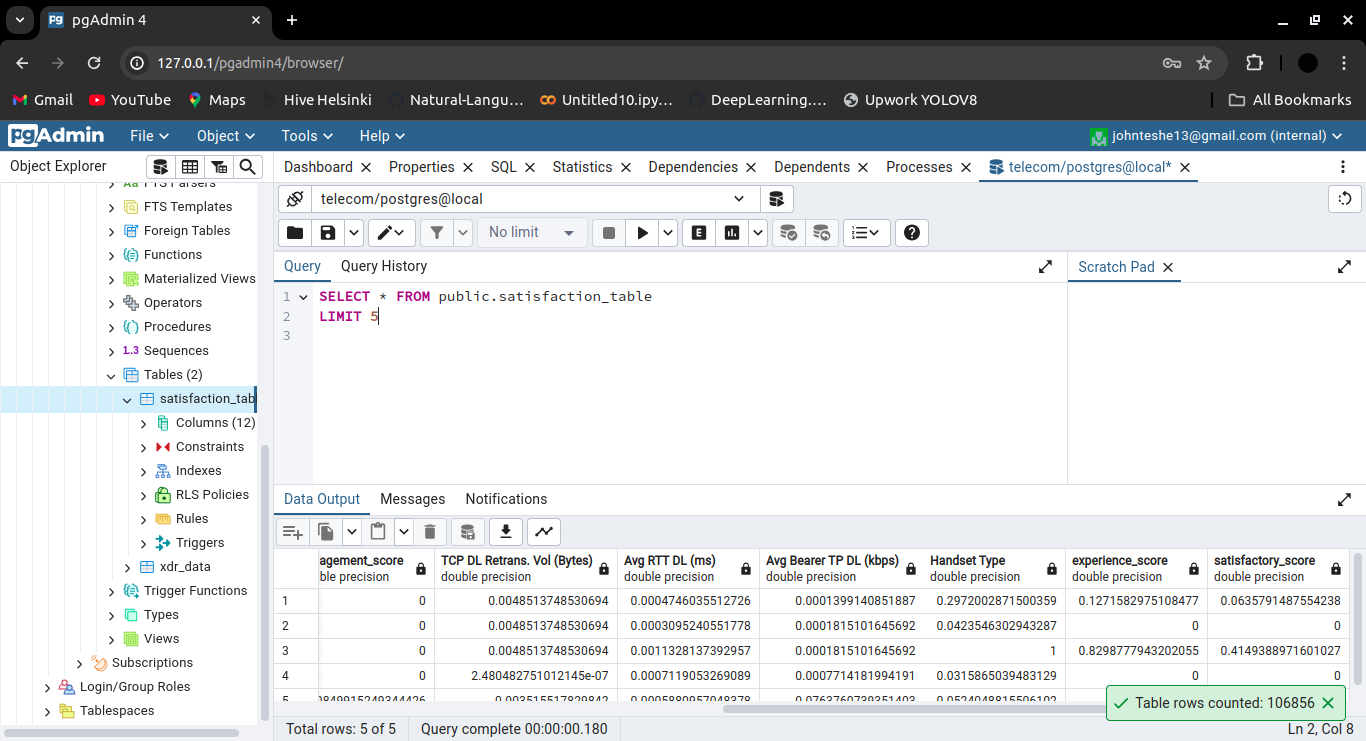 pgAdmin 4
127.0.0.1/pgadmin4/browser/
Gmail YouTube Maps Hive Helsinki Natural-Langu… Untitled10.ipy… DeepLearning.… Upwork YOLOV8 All Bookmarks
pgAdmin File Object Tools Help johnteshe13@gmail.com (internal)
Object Explorer
Dashboard Properties SQL Statistics Dependencies Dependents Processes telecom/postgres@local*
Aa FTS Parsers
FTS Templates
Foreign Tables
Functions
Materialized Views
Operators
Procedures
1.3 Sequences
Tables (2)
satisfaction_tab
Columns (12)
Constraints
Indexes
RLS Policies
Rules
Triggers
xdr_data
Trigger Functions
Types
Views
Subscriptions
Login/Group Roles
Tablespaces
telecom/postgres@local
No limit
E
Query Query History
Scratch Pad
1 SELECT * FROM public.satisfaction_table
2 LIMIT 5
3
Data Output Messages Notifications
agement_score TCP DL Retrans. Vol (Bytes) Avg RTT DL (ms) Avg Bearer TP DL (kbps) Handset Type experience_score satisfactory_score
ble precision double precision double precision double precision double precision double precision double precision
1 0 0.0048513748530694 0.0004746035512726 0.0001399140851887 0.2972002871500359 0.1271582975108477 0.0635791487554238
2 0 0.0048513748530694 0.0003095240551778 0.0001815101645692 0.0423546302943287 0 0
3 0 0.0048513748530694 0.0011328137392957 0.0001815101645692 1 0.8298777943202055 0.4149388971601027
4 0 2.480482751012145e-07 0.0007119053269089 0.0007714181994191 0.0315865039483129 0 0
5
Table rows counted: 106856
Total rows: 5 of 5 Query complete 00:00:00.180 Ln 2, Col 8